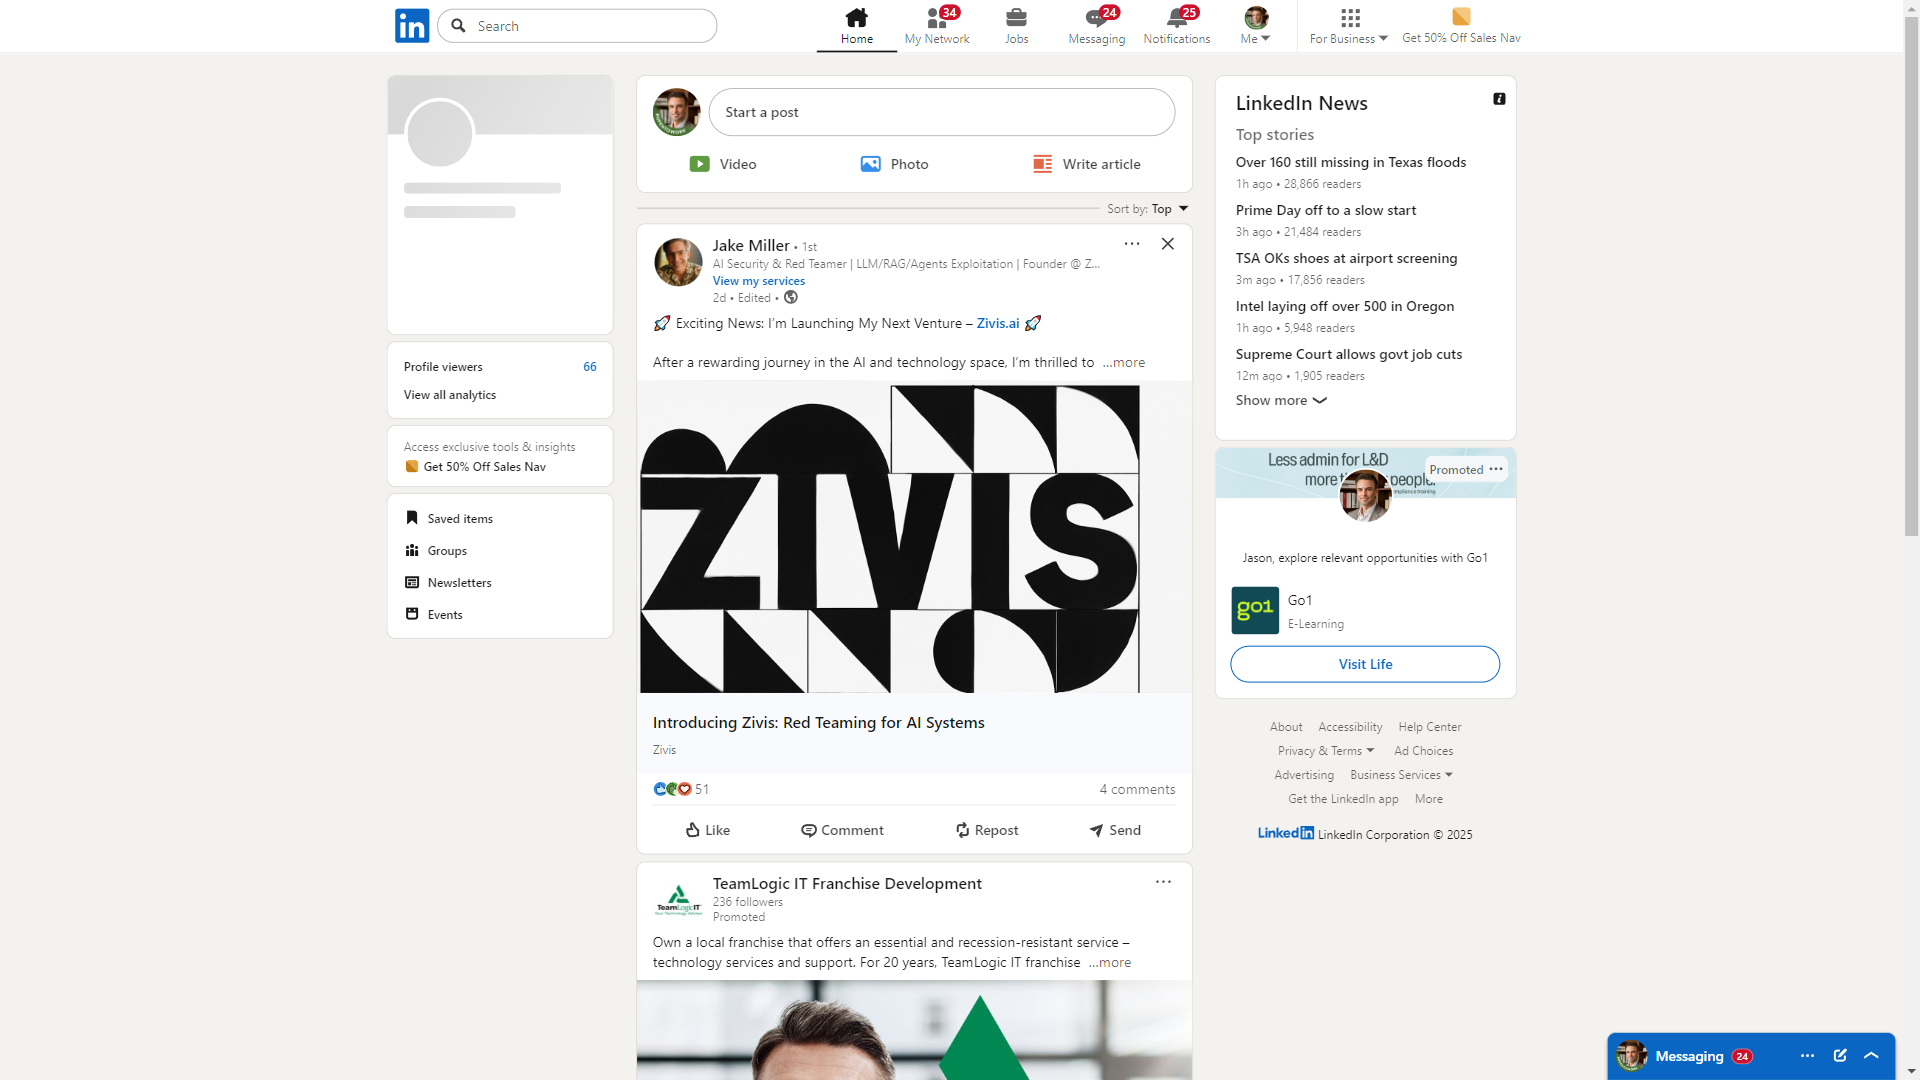 in
Search
Home
34
My Network
Jobs
24
Messaging
25
Notifications
Me
For Business
Get 50% Off Sales Nav
Profile viewers 66
View all analytics
Access exclusive tools & insights
Get 50% Off Sales Nav
Saved items
Groups
Newsletters
Events
Start a post
Video
Photo
Write article
Sort by: Top
Jake Miller • 1st
AI Security & Red Teamer | LLM/RAG/Agents Exploitation | Founder @ Z...
View my services
2d • Edited •
🚀 Exciting News: I’m Launching My Next Venture – Zivis.ai 🚀
After a rewarding journey in the AI and technology space, I’m thrilled to ...more
ZIVIS
Introducing Zivis: Red Teaming for AI Systems
Zivis
51
4 comments
Like
Comment
Repost
Send
TeamLogic IT Franchise Development
TeamLogicIT
236 followers
Promoted
Own a local franchise that offers an essential and recession-resistant service –
technology services and support. For 20 years, TeamLogic IT franchise ...more
LinkedIn News
Top stories
Over 160 still missing in Texas floods
1h ago • 28,866 readers
Prime Day off to a slow start
3h ago • 21,484 readers
TSA OKs shoes at airport screening
3m ago • 17,856 readers
Intel laying off over 500 in Oregon
1h ago • 5,948 readers
Supreme Court allows govt job cuts
12m ago • 1,905 readers
Show more
Less admin for L&D
more people.
Promoted
Jason, explore relevant opportunities with Go1
go1
Go1
E-Learning
Visit Life
About Accessibility Help Center
Privacy & Terms Ad Choices
Advertising Business Services
Get the LinkedIn app More
LinkedIn LinkedIn Corporation © 2025
Messaging 24